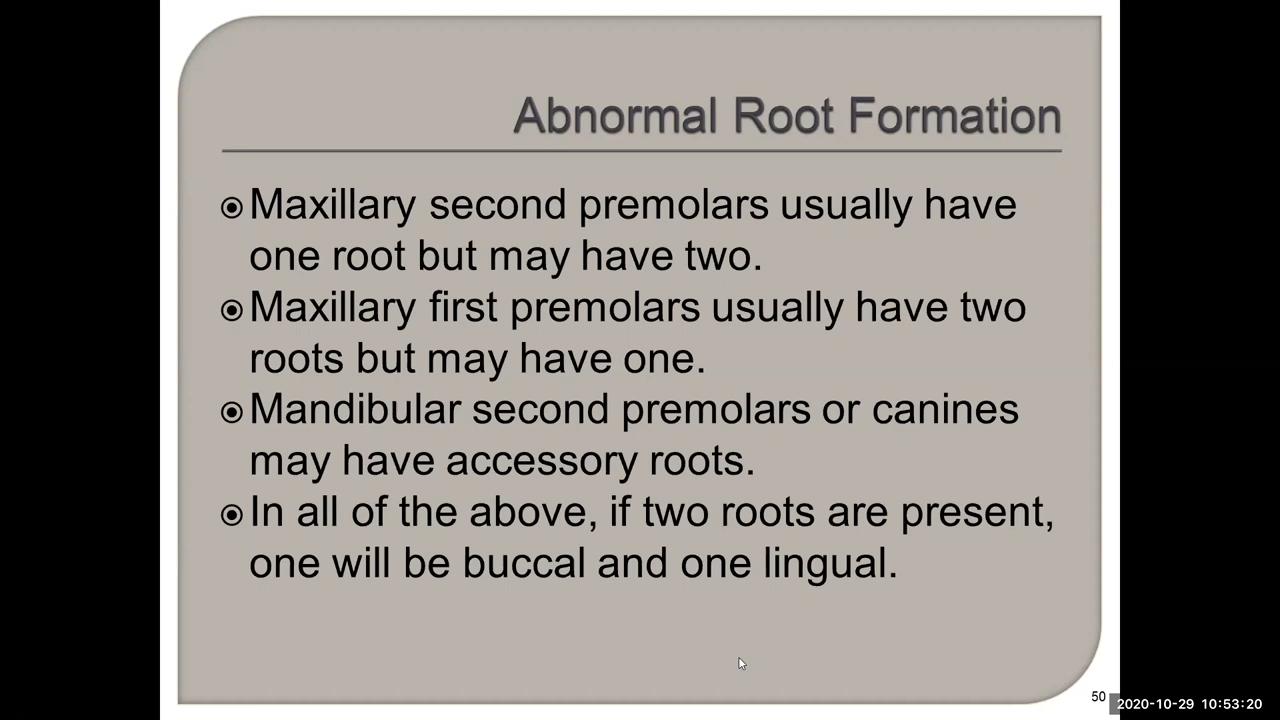 Abnormal Root Formation
Maxillary second premolars usually have
one root but may have two.
Maxillary first premolars usually have two
roots but may have one.
Mandibular second premolars or canines
may have accessory roots.
In all of the above, if two roots are present,
one will be buccal and one lingual.
50
2020-10-29 10:53:20